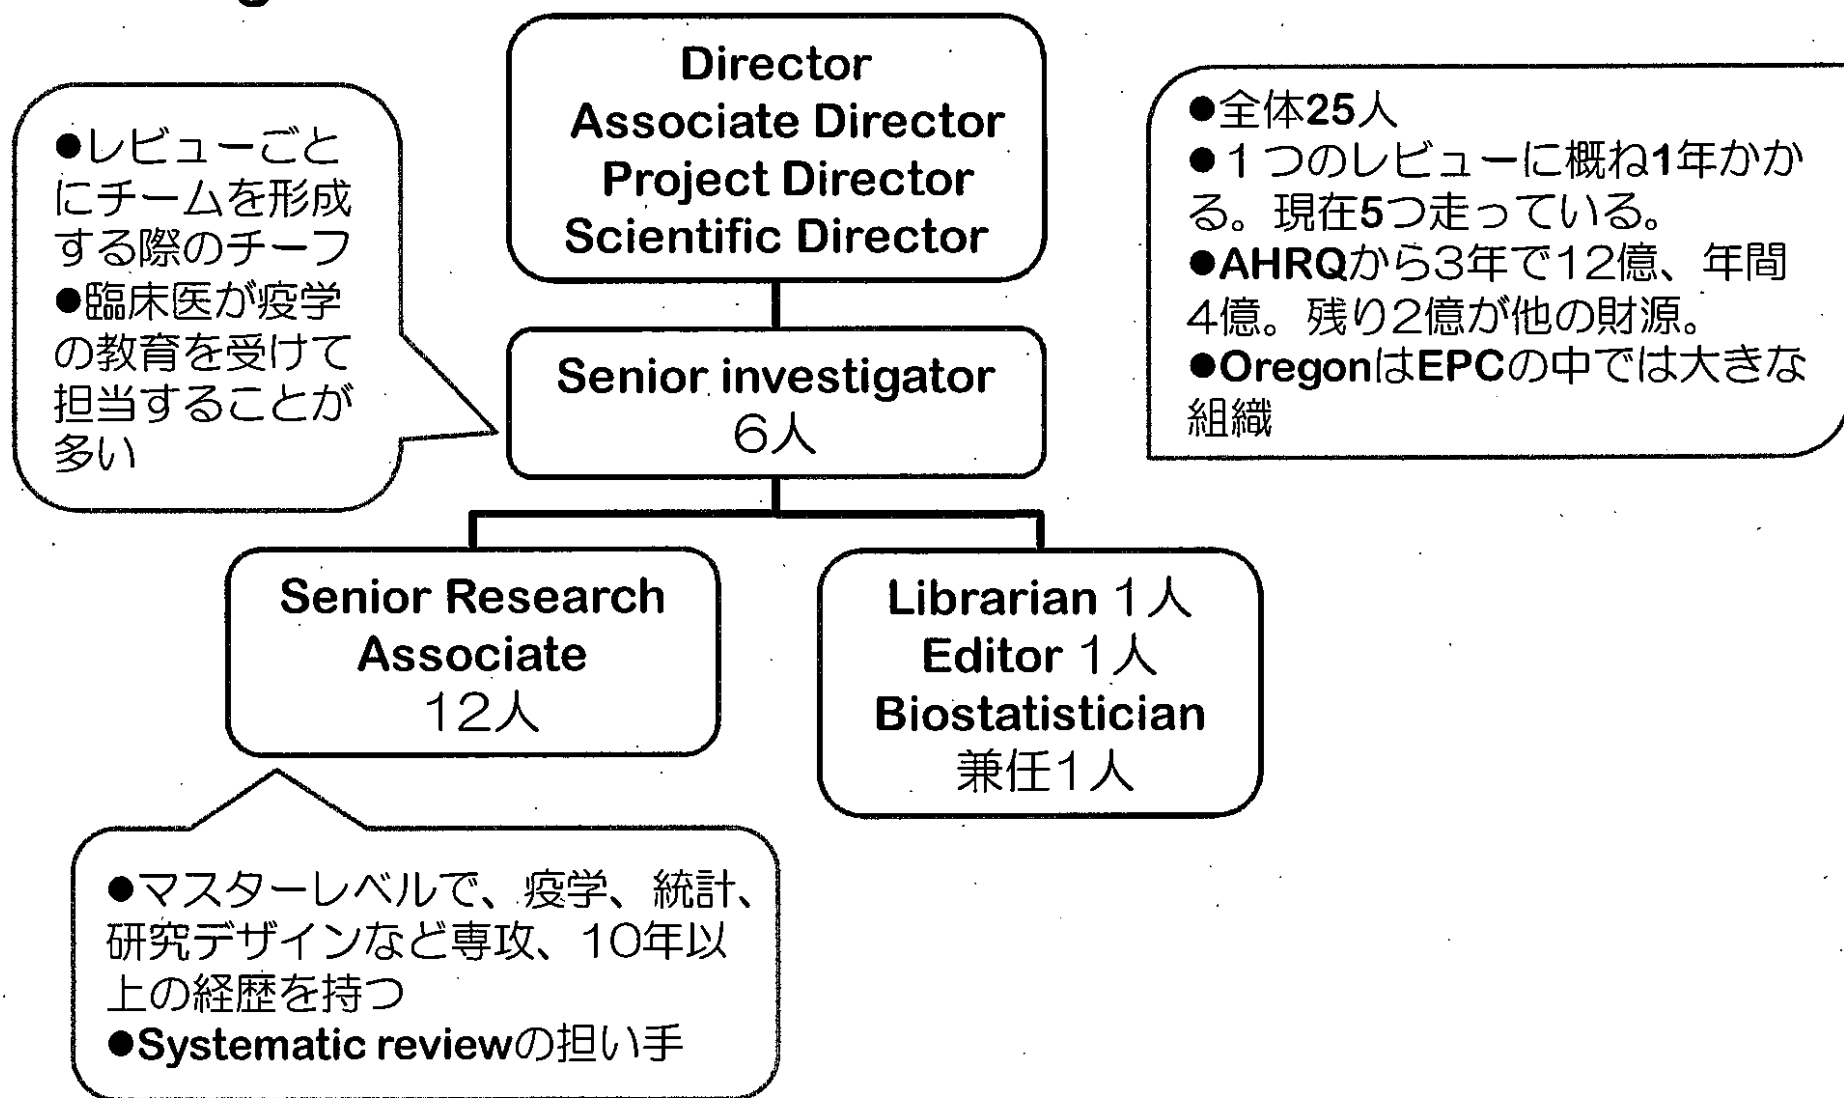 Director
Associate Director
Project Director
Scientific Director
●レビューごと
にチームを形成
する際のチーフ
●臨床医が疫学
の教育を受けて
担当することが
多い
●全体25人
●１つのレビューに概ね1年かか
る。現在5つ走っている。
●AHRQから3年で12億、年間
4億。残り2億が他の財源。
●OregonはEPCの中では大きな
組織
Senior investigator
6人
Senior Research
Associate
12人
Librarian 1人
Editor 1人
Biostatistician
兼任1人
●マスターレベルで、疫学、統計、
研究デザインなど専攻、10年以
上の経歴を持つ
●Systematic reviewの担い手